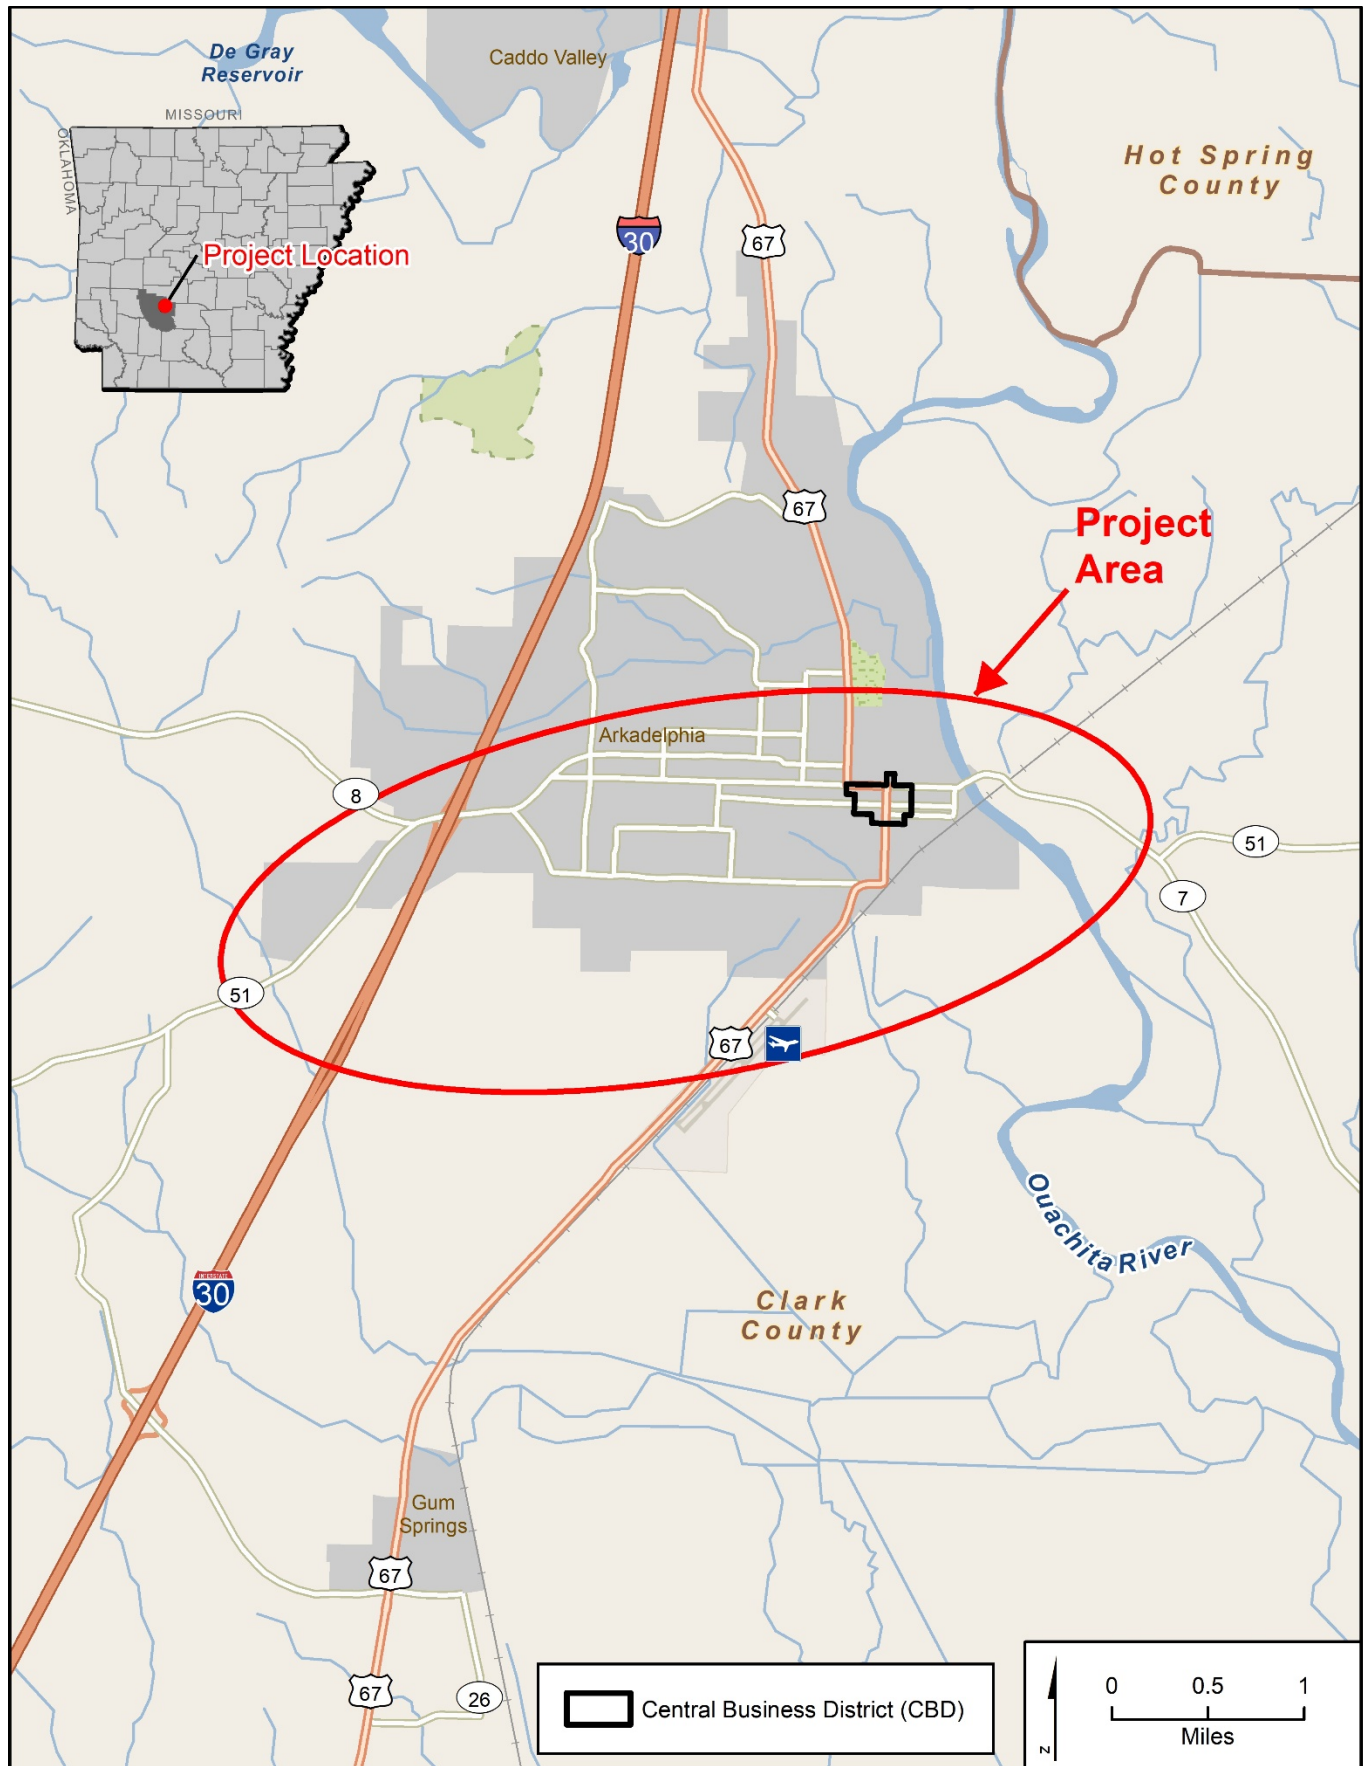 De Gray
Reservoir
Caddo Valley
MISSOURI
OKLAHOMA
Hot Spring
County
Project Location
30
67
67
Project
Area
Arkadelphia
8
51
7
51
67
Ouachita River
INTERSTATE
30
Clark
County
Gum
Springs
67
67
26
Central Business District (CBD)
N
0 0.5 1
Miles